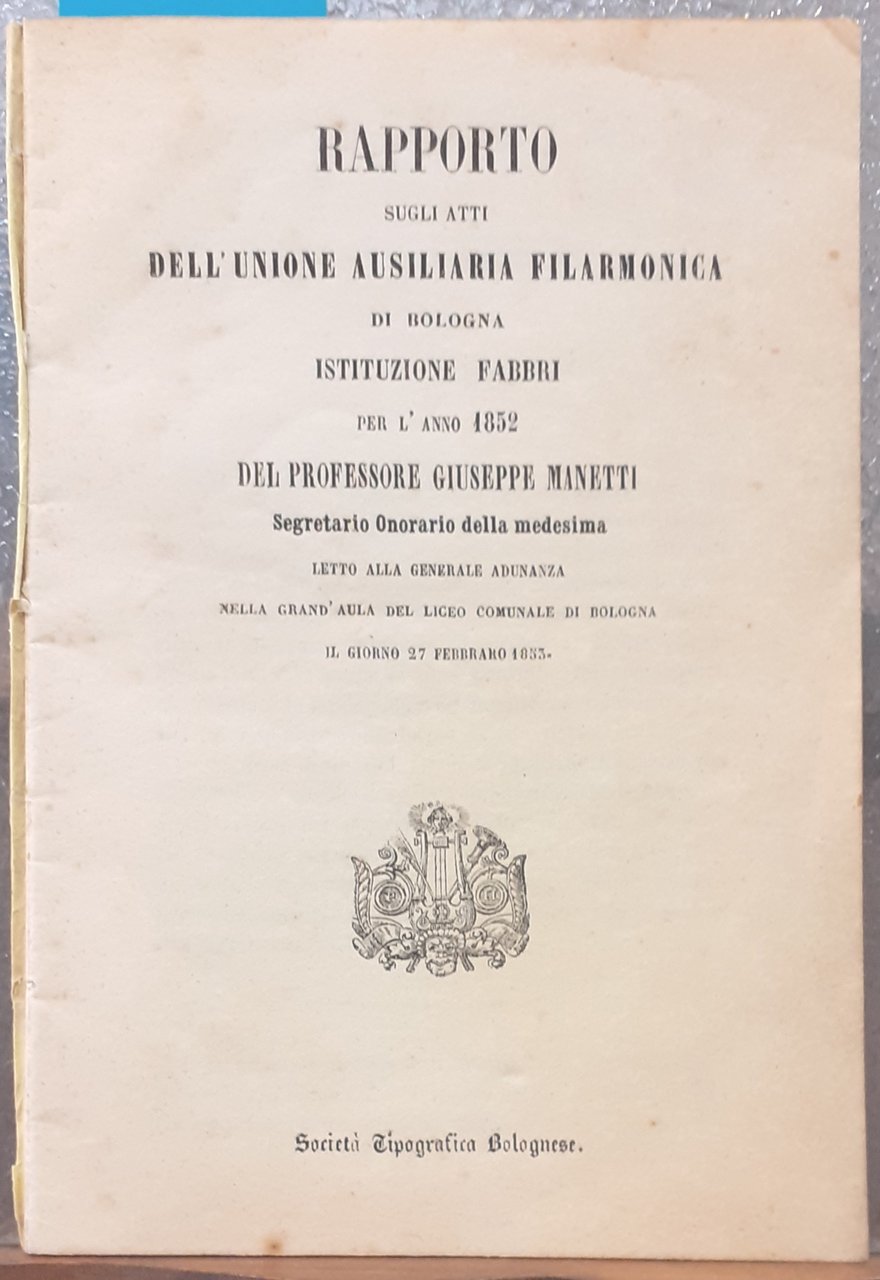 RAPPORTO
SUGLI ATTI
DELL'UNIONE AUSILIARIA FILARMONICA
DI BOLOGNA
ISTITUZIONE FABBRI
PER L'ANNO 1852
DEL PROFESSORE GIUSEPPE MANETTI
Segretario Onorario della medesima
LETTO ALLA GENERALE ADUNANZA
NELLA GRAND'AULA DEL LICEO COMUNALE DI BOLOGNA
IL GIORNO 27 FEBBRARO 1853.
Società Tipografica Bolognese.